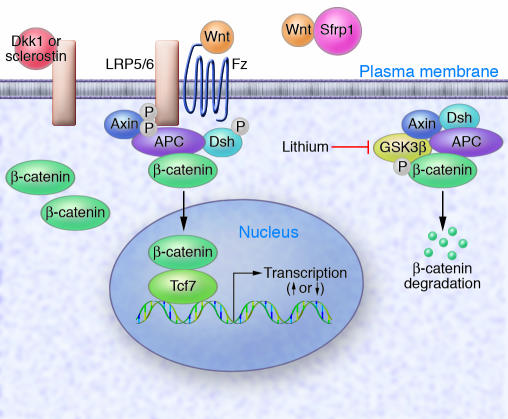 Dkk1 or
sclerostin
LRP5/6
Wnt
Fz
Wnt
Sfrp1
Plasma membrane
Axin
P
P
APC
Dsh
P
β-catenin
β-catenin
β-catenin
Lithium
GSK3β
Axin
Dsh
APC
P
β-catenin
Nucleus
β-catenin
Tcf7
Transcription
(↑ or ↓)
β-catenin
degradation